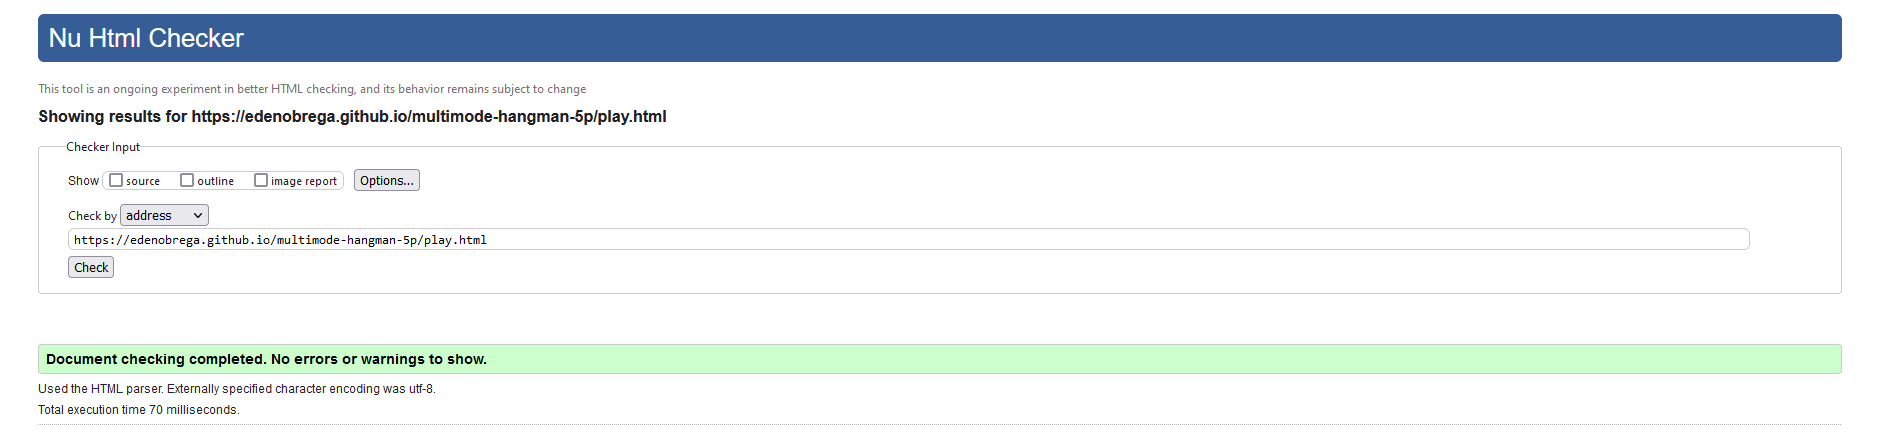 Nu Html Checker
This tool is an ongoing experiment in better HTML checking, and its behavior remains subject to change
Showing results for https://edenobrega.github.io/multimode-hangman-5p/play.html
Checker Input
Show source outline image report Options...
Check by address
https://edenobrega.github.io/multimode-hangman-5p/play.html
Check
Document checking completed. No errors or warnings to show.
Used the HTML parser. Externally specified character encoding was utf-8.
Total execution time 70 milliseconds.